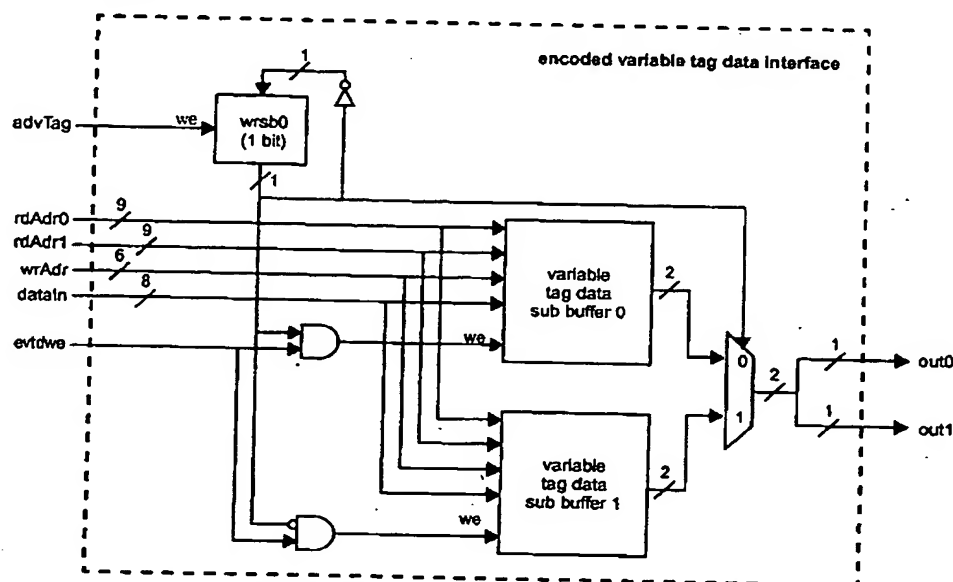 encoded variable tag data interface
1
advTag
we
wrsb0
(1 bit)
1
rdAdr0
9
rdAdr1
9
wrAdr
6
dataIn
8
evtdwe
variable
tag data
sub buffer 0
we
2
0
1
2
1
out0
1
out1
variable
tag data
sub buffer 1
we
2